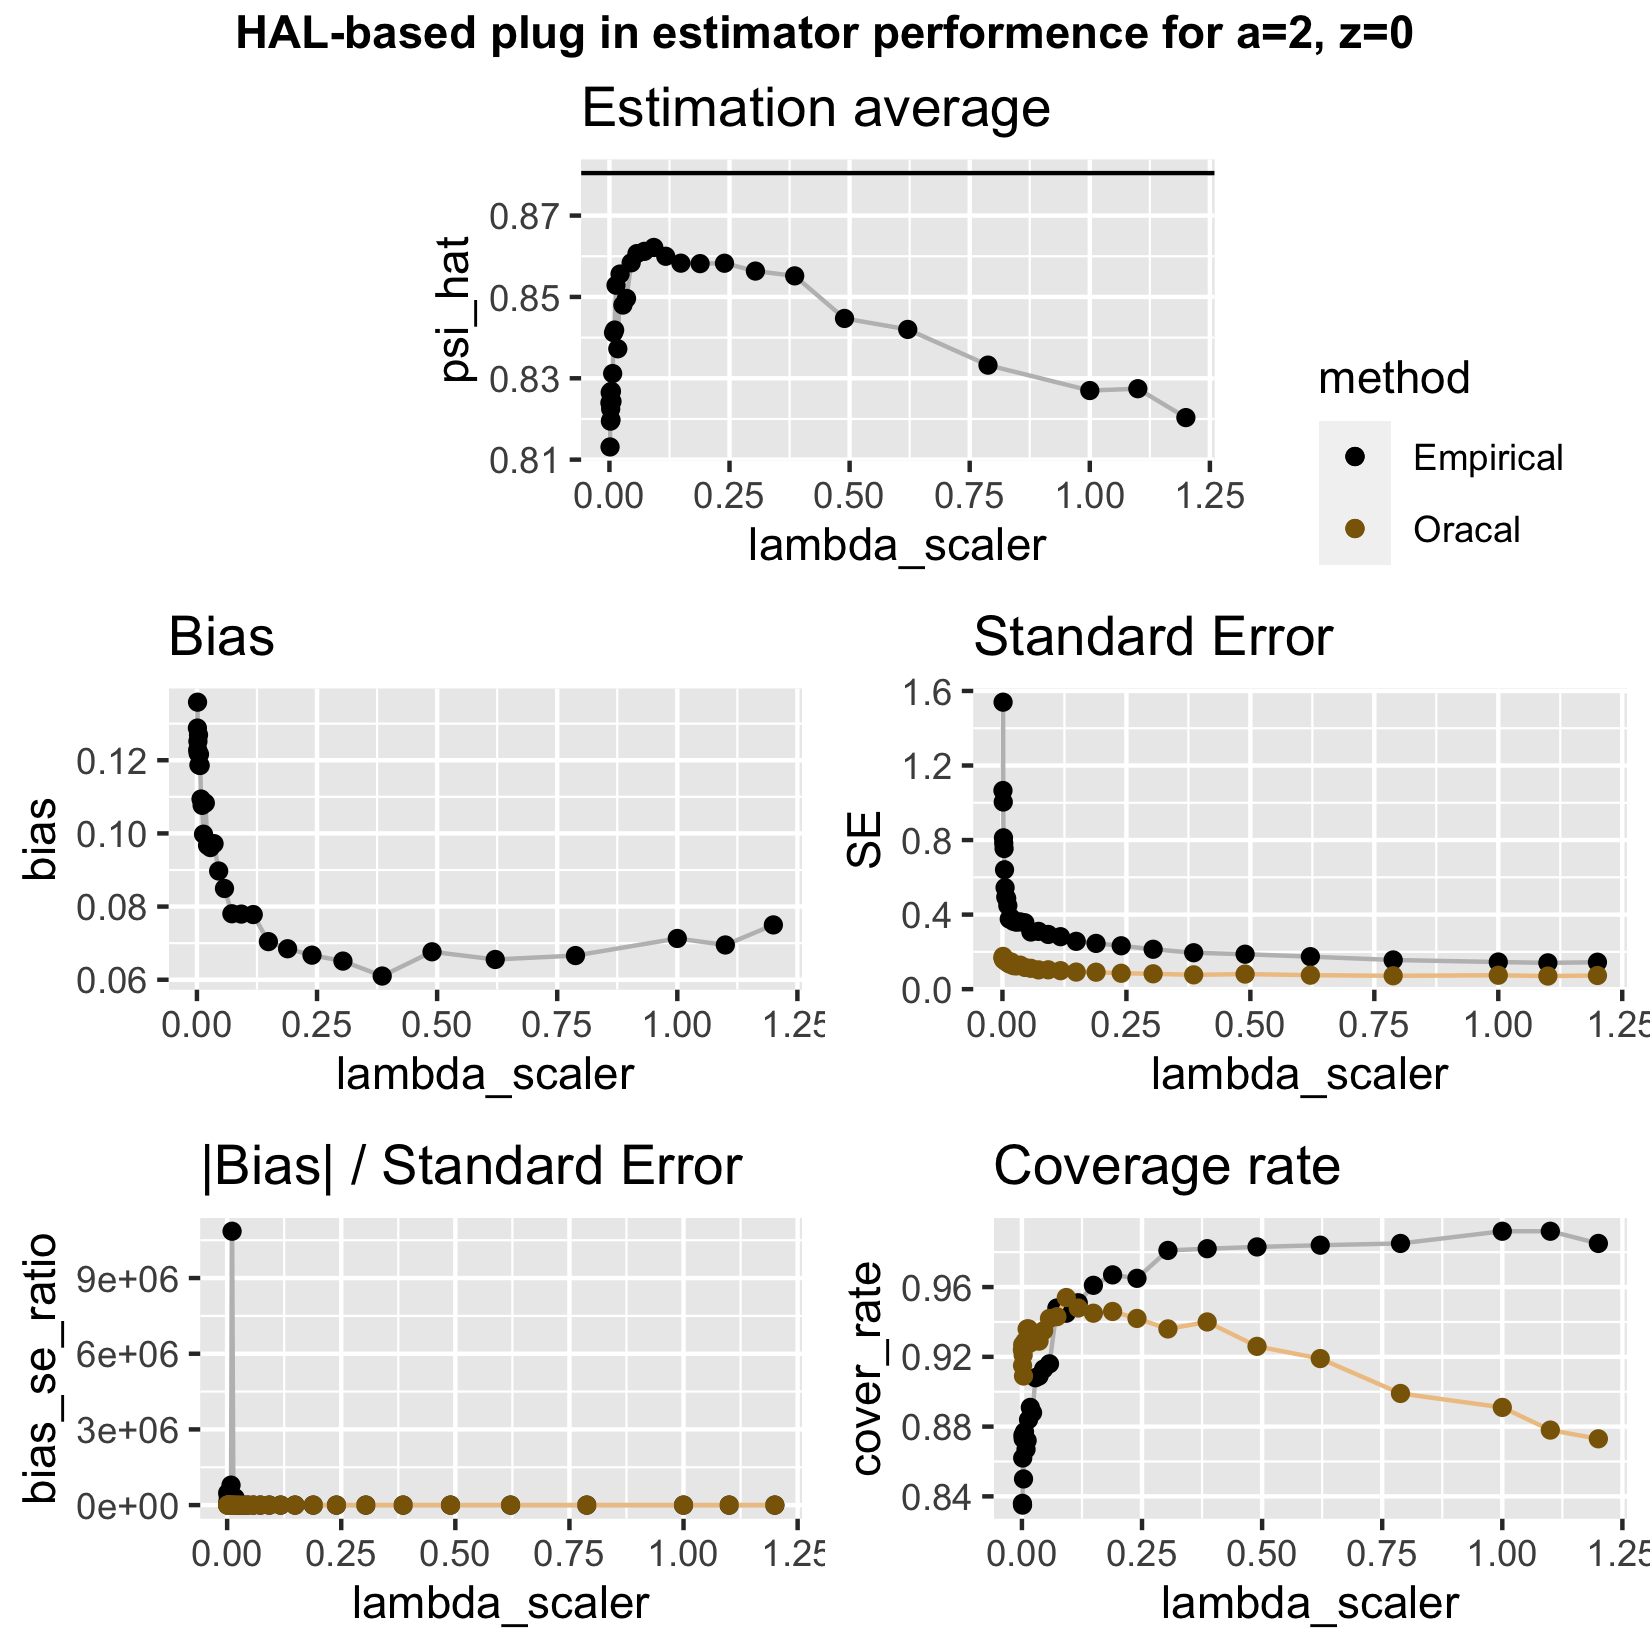 HAL-based plug in estimator performence for a=2, z=0
Estimation average
psi_hat
0.87
0.85
0.83
0.81
0.00 0.25 0.50 0.75 1.00 1.25
lambda_scaler
method
Empirical
Oracal
Bias
bias
0.12
0.10
0.08
0.06
0.00 0.25 0.50 0.75 1.00 1.25
lambda_scaler
Standard Error
SE
1.6
1.2
0.8
0.4
0.0
0.00 0.25 0.50 0.75 1.00 1.25
lambda_scaler
|Bias| / Standard Error
bias_se_ratio
9e+06
6e+06
3e+06
0e+00
0.00 0.25 0.50 0.75 1.00 1.25
lambda_scaler
Coverage rate
cover_rate
0.96
0.92
0.88
0.84
0.00 0.25 0.50 0.75 1.00 1.25
lambda_scaler